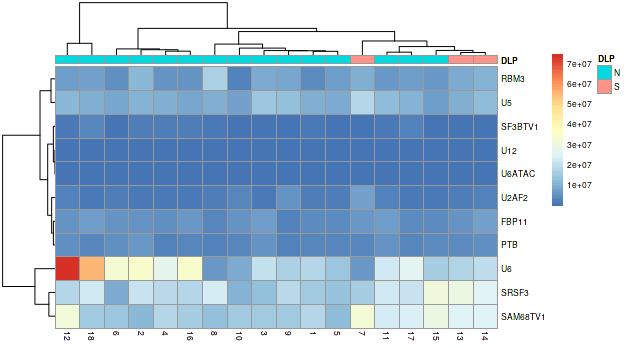 DLP
RBM3
U5
SF3BTV1
U12
U6ATAC
U2AF2
FBP11
PTB
U6
SRSF3
SAM68TV1
12 18 6 2 4 16 8 10 3 9 1 5 7 11 17 15 13 14
7e+07
6e+07
5e+07
4e+07
3e+07
2e+07
1e+07
DLP
N
S